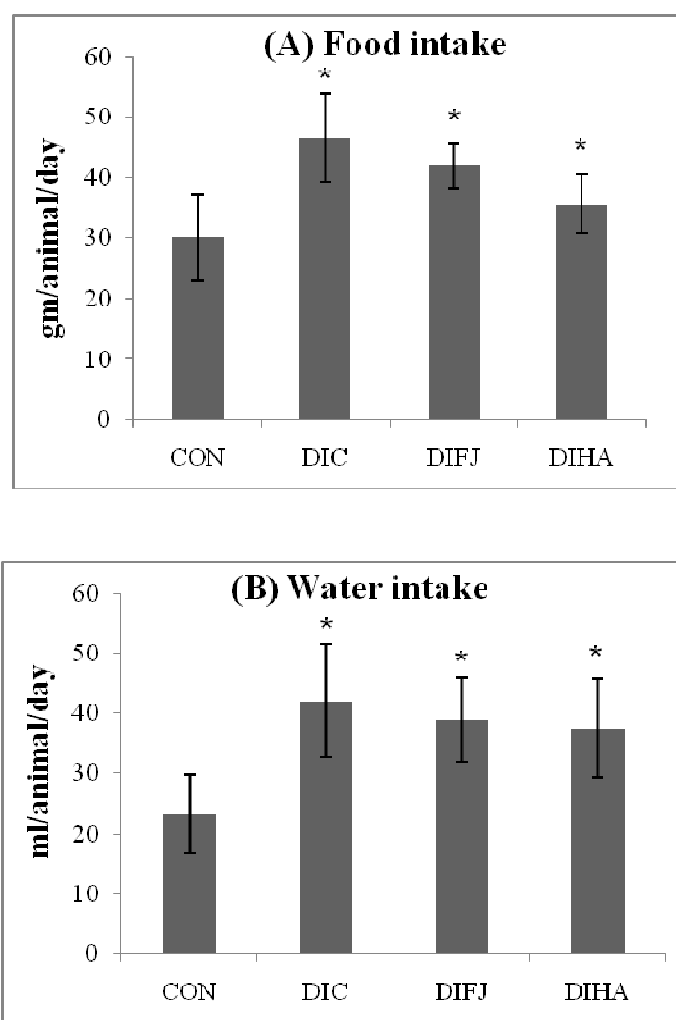 (A) Food intake
gm/animal/day
60
50
40
30
20
10
0
* * *
CON DIC DIFJ DIHA
(B) Water intake
ml/animal/day
60
50
40
30
20
10
0
* * *
CON DIC DIFJ DIHA